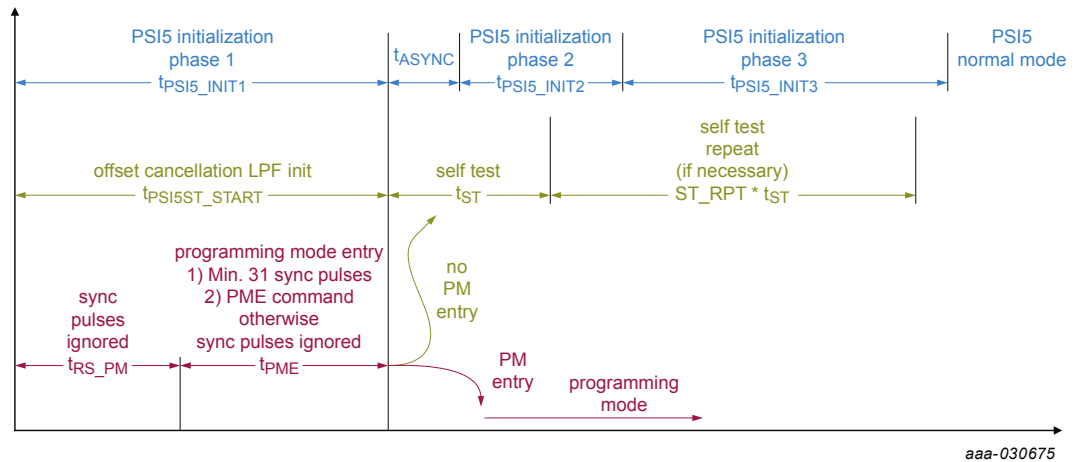 PSI5 initialization
phase 1
tPSI5_INIT1
tASYNC
PSI5 initialization
phase 2
tPSI5_INIT2
PSI5 initialization
phase 3
tPSI5_INIT3
PSI5
normal mode
offset cancellation LPF init
tPSI5ST_START
self test
tST
self test
repeat
(if necessary)
ST_RPT * tST
sync
pulses
ignored
tRS_PM
programming mode entry
1) Min. 31 sync pulses
2) PME command
otherwise
sync pulses ignored
tPME
no
PM
entry
PM
entry
programming
mode
aaa-030675